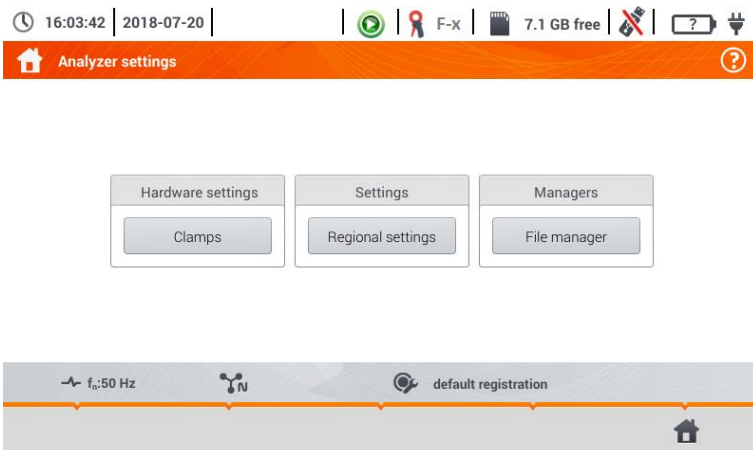 16:03:42 2018-07-20 F-x 7.1 GB free ?
Analyzer settings ?
Hardware settings Settings Managers
Clamps Regional settings File manager
fn:50 Hz N default registration